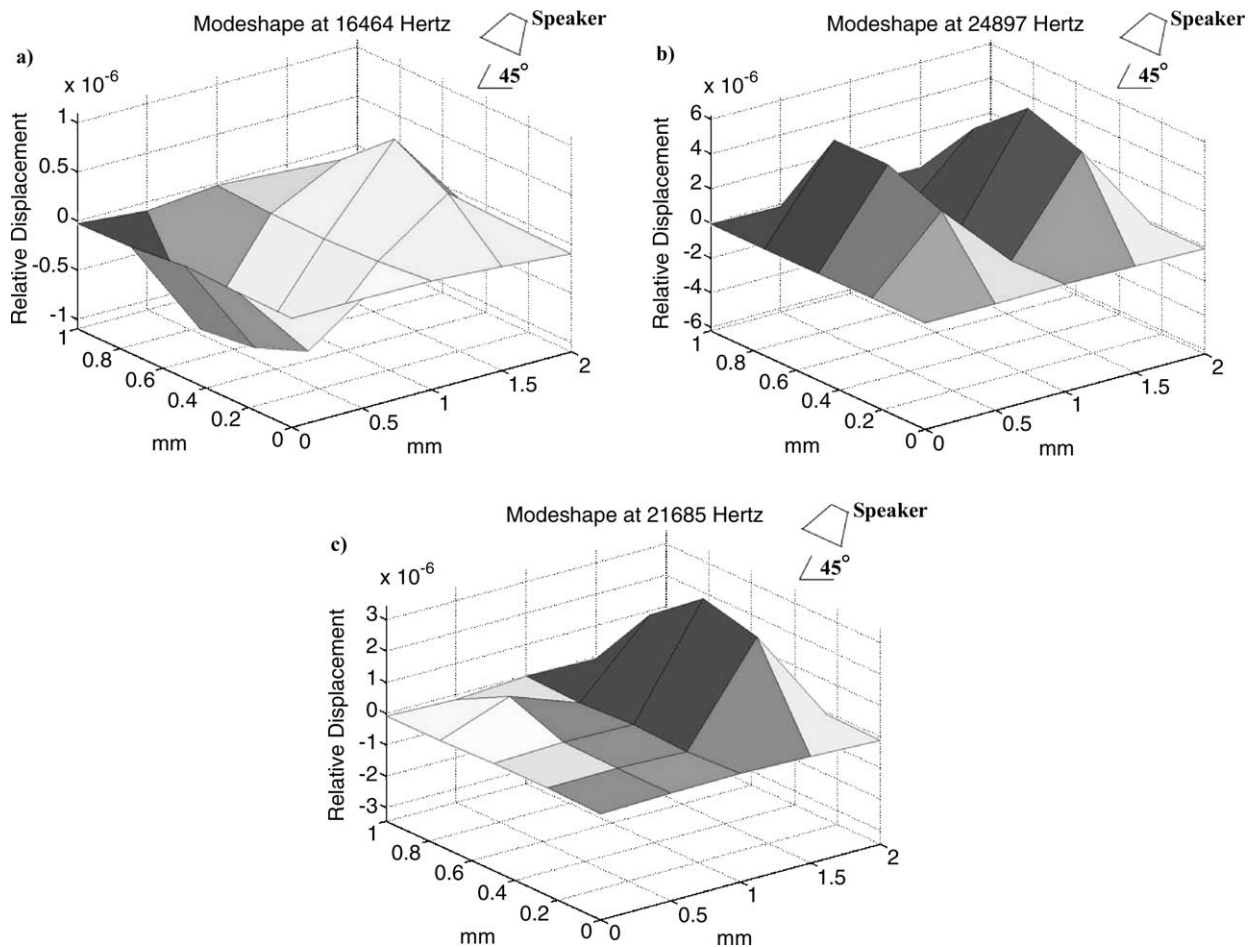 Modeshape at 16464 Hertz
Speaker
a)
45°
x 10⁻⁶
1
0.5
0
-0.5
-1
Relative Displacement
1
0.8
0.6
0.4
0.2
0
mm
0
0.5
1
1.5
2
mm
Modeshape at 24897 Hertz
Speaker
b)
45°
x 10⁻⁶
6
4
2
0
-2
-4
-6
Relative Displacement
1
0.8
0.6
0.4
0.2
0
mm
0
0.5
1
1.5
2
mm
Modeshape at 21685 Hertz
Speaker
c)
45°
x 10⁻⁶
3
2
1
0
-1
-2
-3
Relative Displacement
1
0.8
0.6
0.4
0.2
0
mm
0
0.5
1
1.5
2
mm